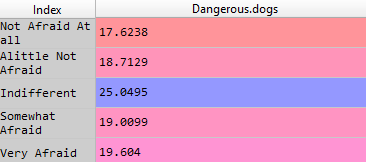 Index Dangerous.dogs
Not Afraid At all 17.6238
Alittle Not Afraid 18.7129
Indifferent 25.0495
Somewhat Afraid 19.0099
Very Afraid 19.604